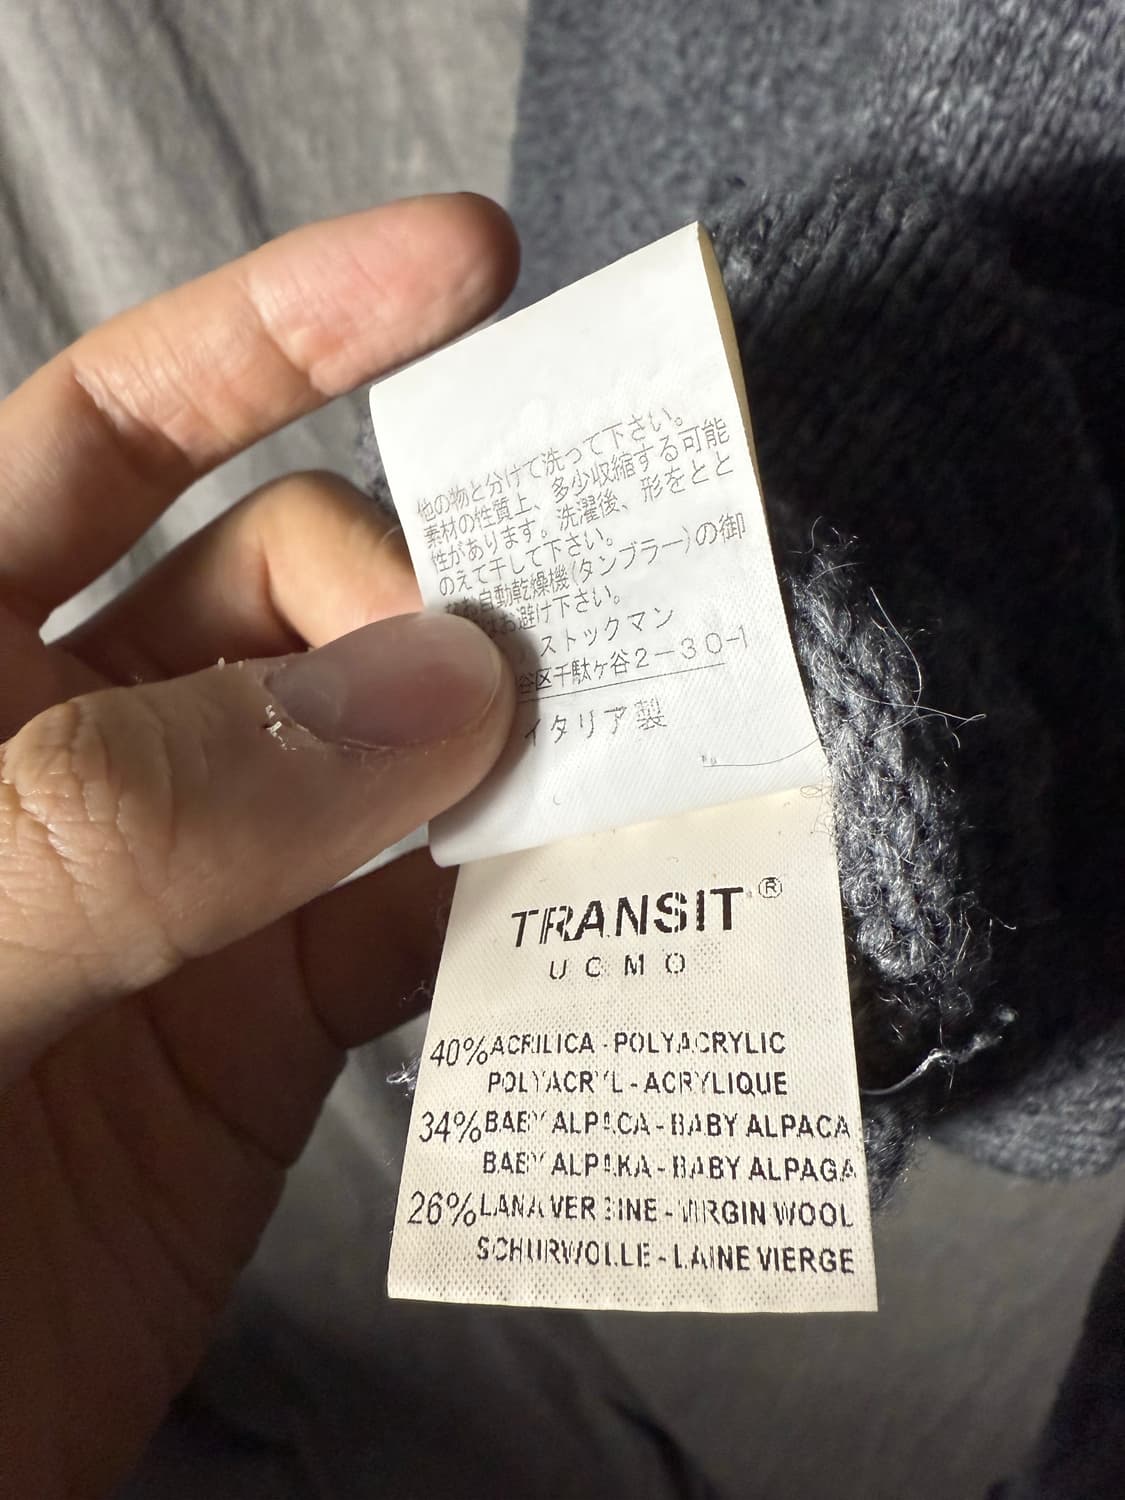 他の物と分けて洗って下さい。
素材の性質上、多少収縮する可能
性があります。洗濯後、形をとと
のえて干して下さい。
なお自動乾燥機(タンブラー)の御
はお避け下さい。
ストックマン
谷区千駄ヶ谷2-30-1
イタリア製
TRANSIT®
UOMO
40% ACRILICA - POLYACRYLIC
POLYACRYL - ACRYLIQUE
34% BABY ALPACA - BABY ALPACA
BABY ALPAKA - BABY ALPAGA
26% LANA VERGINE - VIRGIN WOOL
SCHURWOLLE - LAINE VIERGE